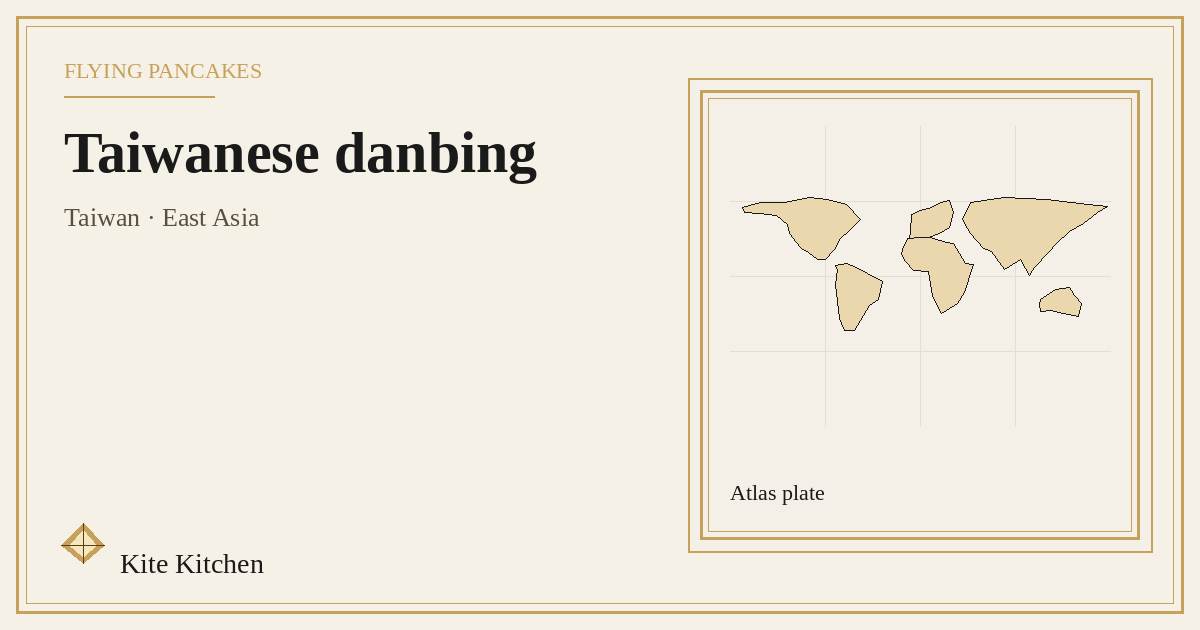 FLYING PANCAKES
Taiwanese danbing
Taiwan · East Asia
Atlas plate
Kite Kitchen